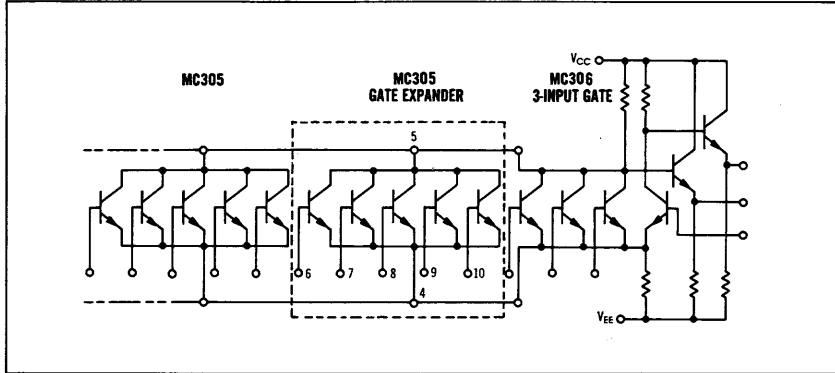 MC305
MC305
GATE EXPANDER
MC306
3-INPUT GATE
VCC
5
6
7
8
9
10
4
VEE